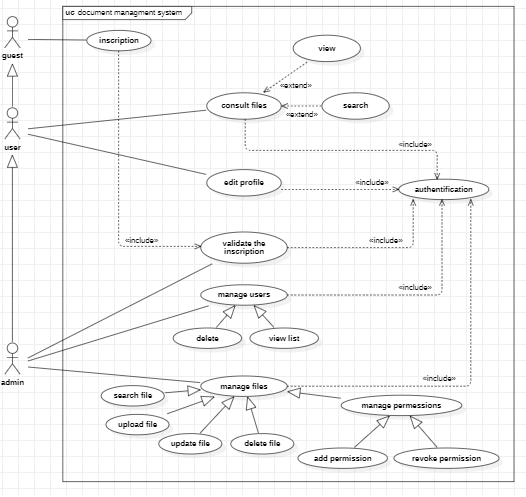 uc document managment system
inscription
view
guest
«extend»
consult files
search
«extend»
user
«include»
edit profile
«include»
authentification
«include»
validate the
inscription
«include»
«include»
manage users
delete
view list
admin
manage files
«include»
search file
manage permessions
upload file
update file
delete file
add permission
revoke permission